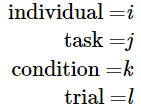 individual =i
task =j
condition =k
trial =l